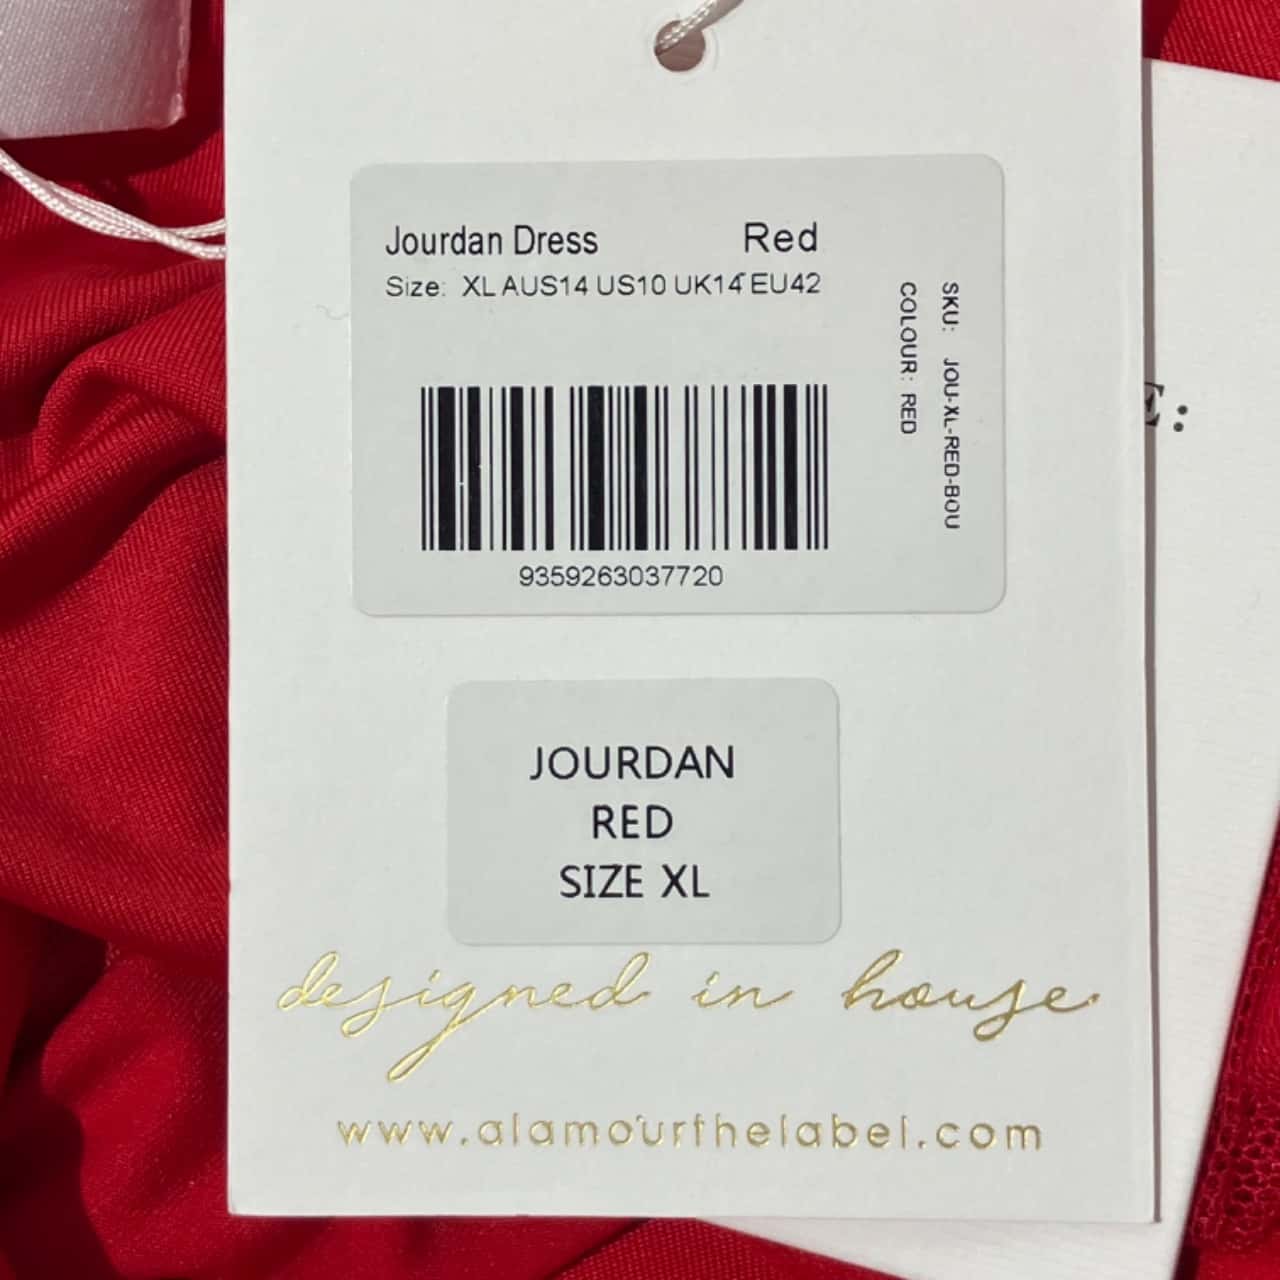 Jourdan Dress Red
Size: XL AUS14 US10 UK14 EU42
SKU: JOU-XL-RED-BOU
COLOUR: RED
9359263037720
JOURDAN
RED
SIZE XL
designed in house
www.alamourthelabel.com
E: